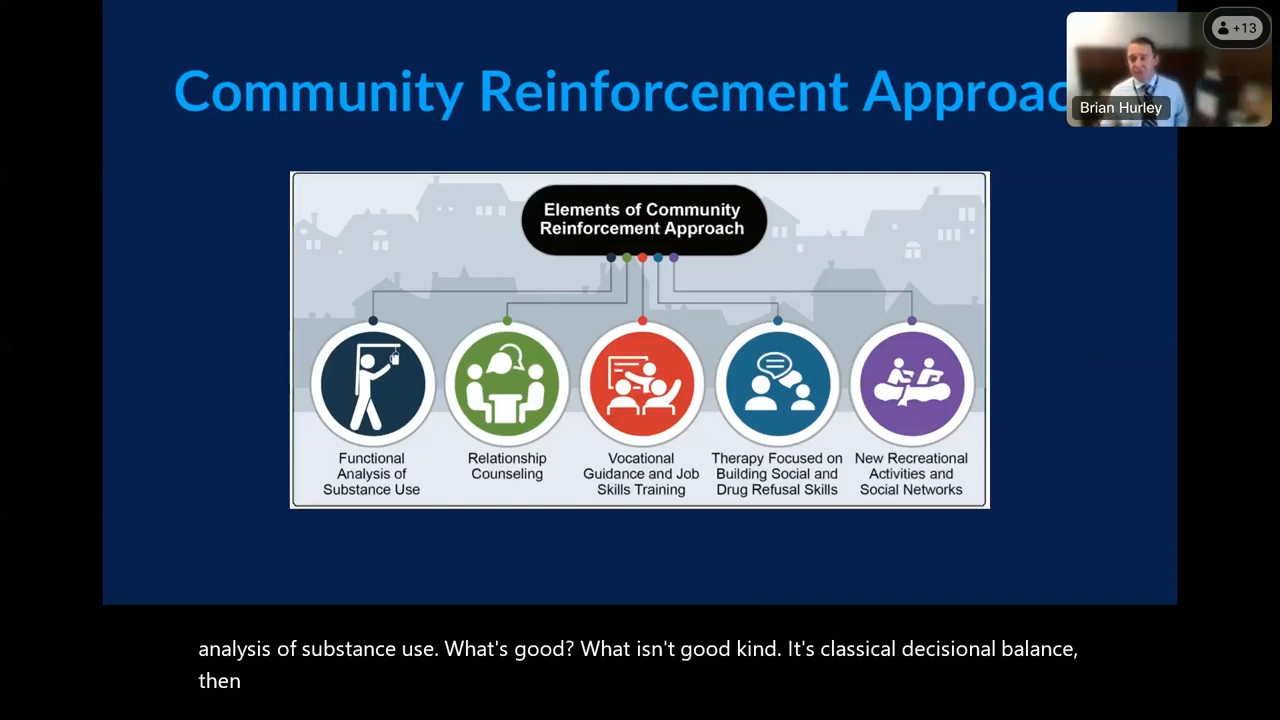 Community Reinforcement Approac
+13
Brian Hurley
Elements of Community
Reinforcement Approach
Functional
Analysis of
Substance Use
Relationship
Counseling
Vocational
Guidance and Job
Skills Training
Therapy Focused on
Building Social and
Drug Refusal Skills
New Recreational
Activities and
Social Networks
analysis of substance use. What's good? What isn't good kind. It's classical decisional balance,
then